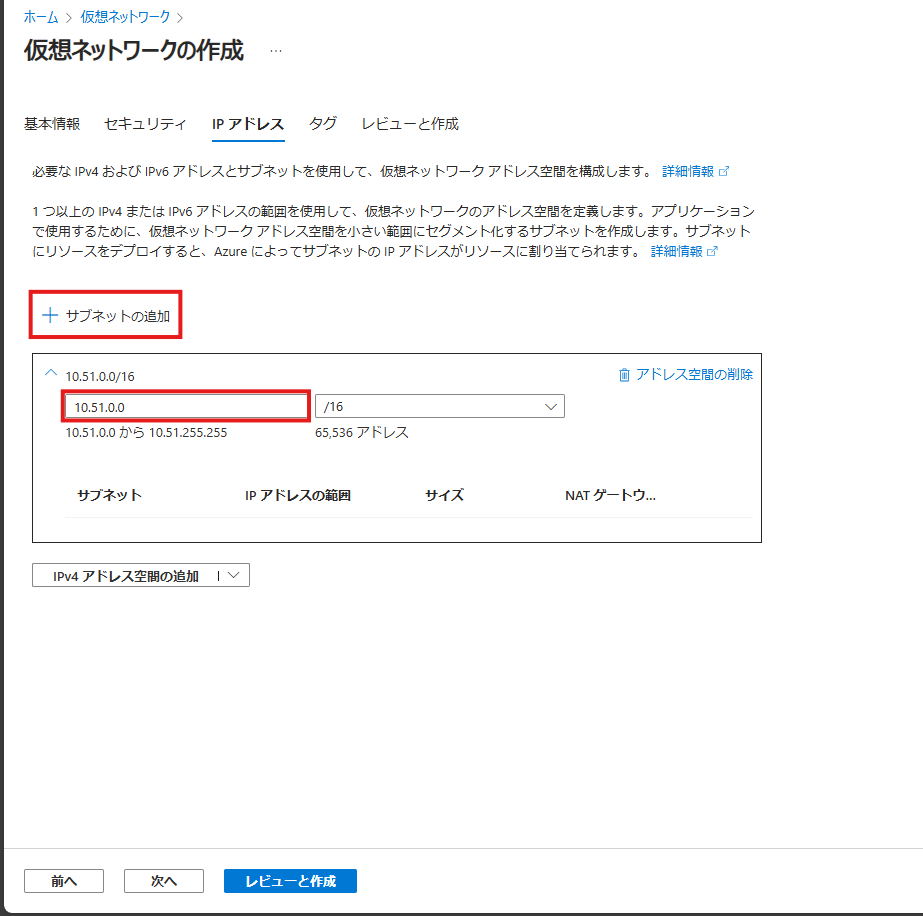 ホーム > 仮想ネットワーク >
仮想ネットワークの作成 …
基本情報 セキュリティ IP アドレス タグ レビューと作成
必要な IPv4 および IPv6 アドレスとサブネットを使用して、仮想ネットワーク アドレス空間を構成します。 詳細情報
1 つ以上の IPv4 または IPv6 アドレスの範囲を使用して、仮想ネットワークのアドレス空間を定義します。アプリケーション
で使用するために、仮想ネットワーク アドレス空間を小さい範囲にセグメント化するサブネットを作成します。サブネット
にリソースをデプロイすると、Azure によってサブネットの IP アドレスがリソースに割り当てられます。 詳細情報
+ サブネットの追加
10.51.0.0/16 アドレス空間の削除
10.51.0.0 /16
10.51.0.0 から 10.51.255.255 65,536 アドレス
サブネット IP アドレスの範囲 サイズ NAT ゲートウ...
IPv4 アドレス空間の追加
前へ 次へ レビューと作成